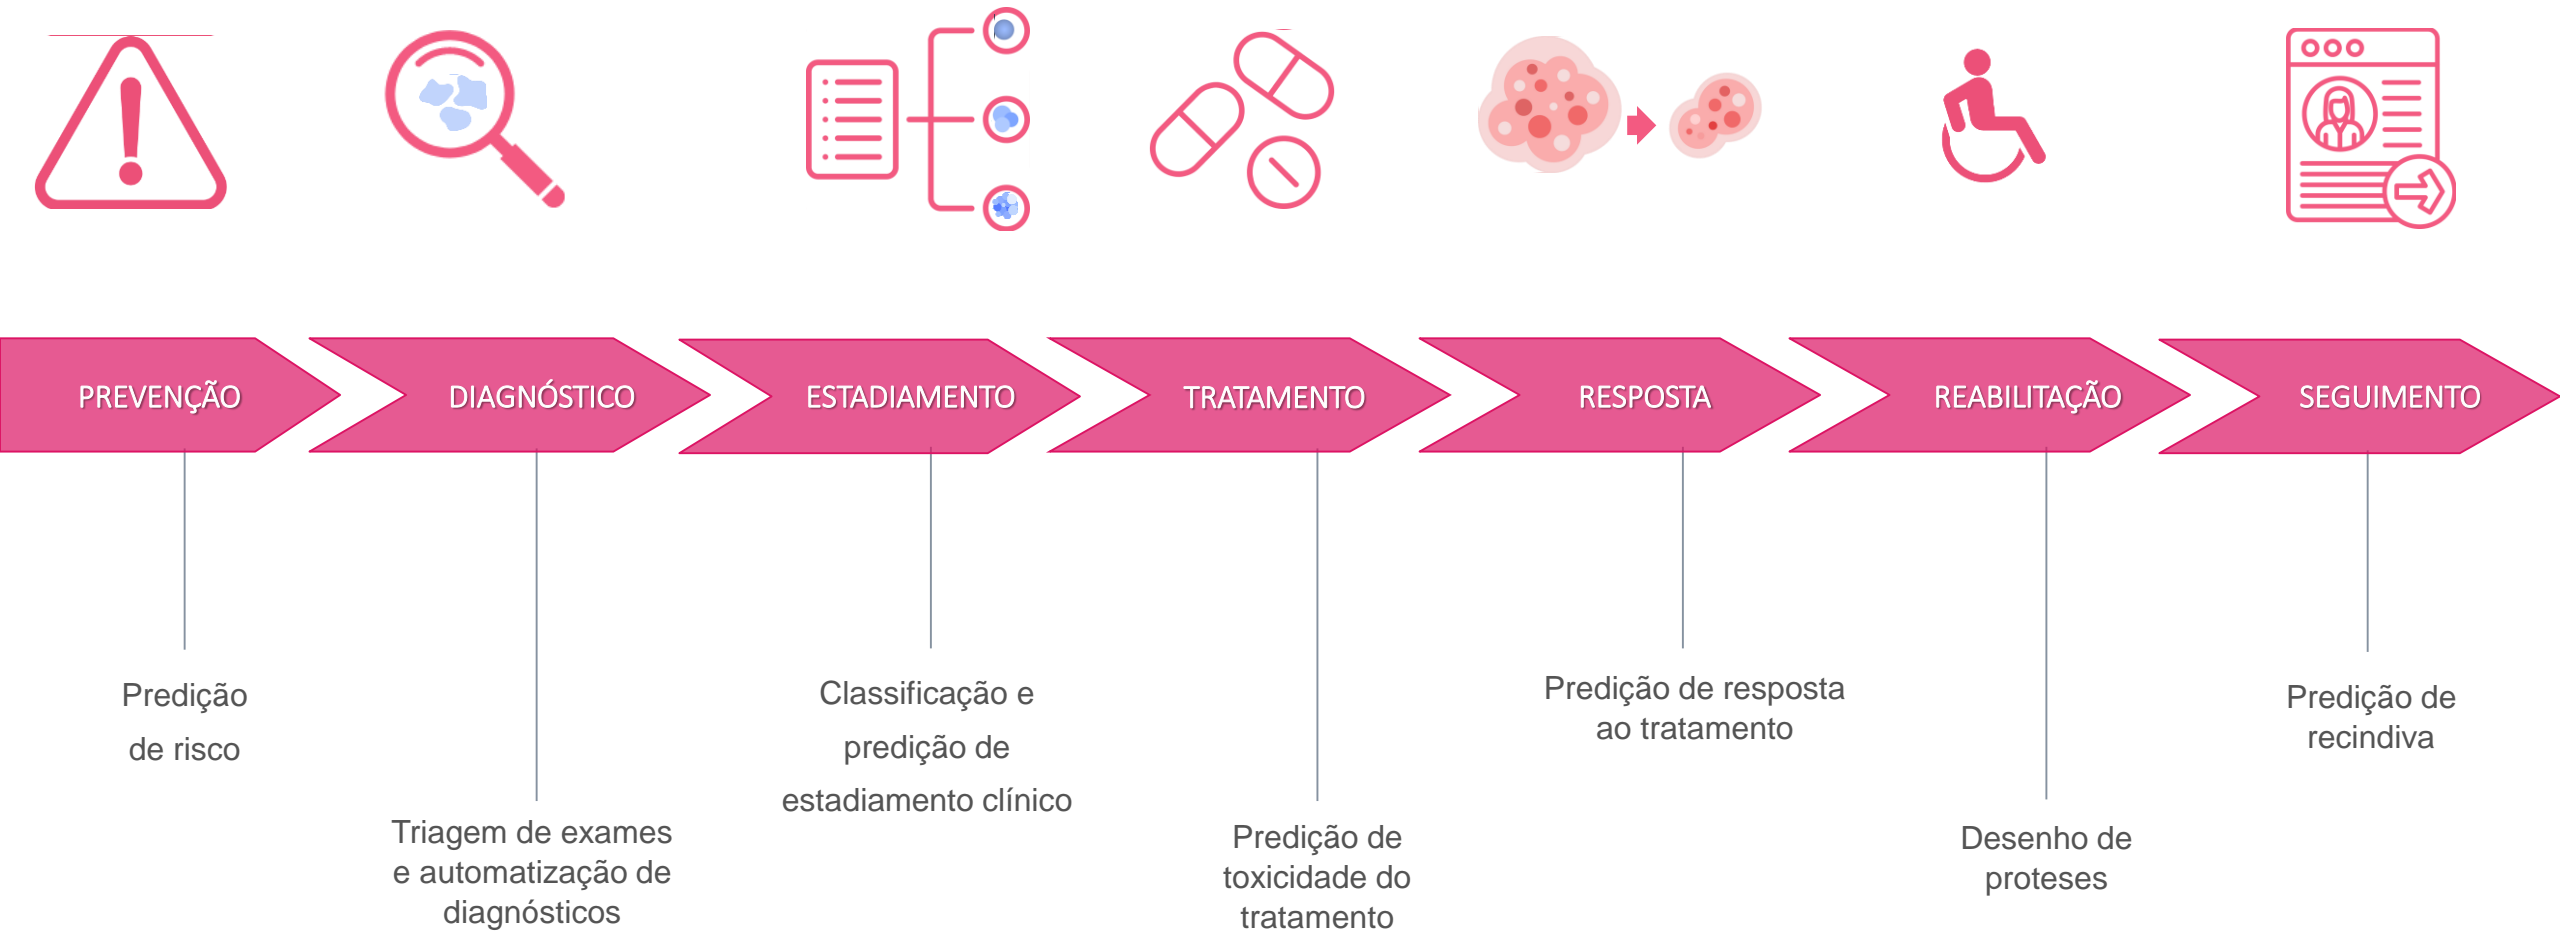 PREVENÇÃO
DIAGNÓSTICO
ESTADIAMENTO
TRATAMENTO
RESPOSTA
REABILITAÇÃO
SEGUIMENTO
Predição
de risco
Triagem de exames
e automatização de
diagnósticos
Classificação e
predição de
estadiamento clínico
Predição de
toxicidade do
tratamento
Predição de resposta
ao tratamento
Desenho de
proteses
Predição de
recindiva